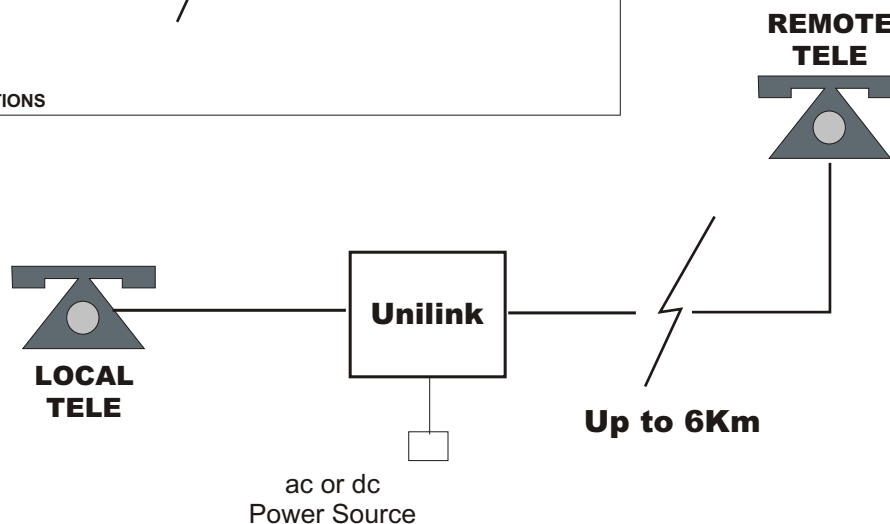 REMOTE
TELE
TIONS
Unilink
LOCAL
TELE
Up to 6Km
ac or dc
Power Source